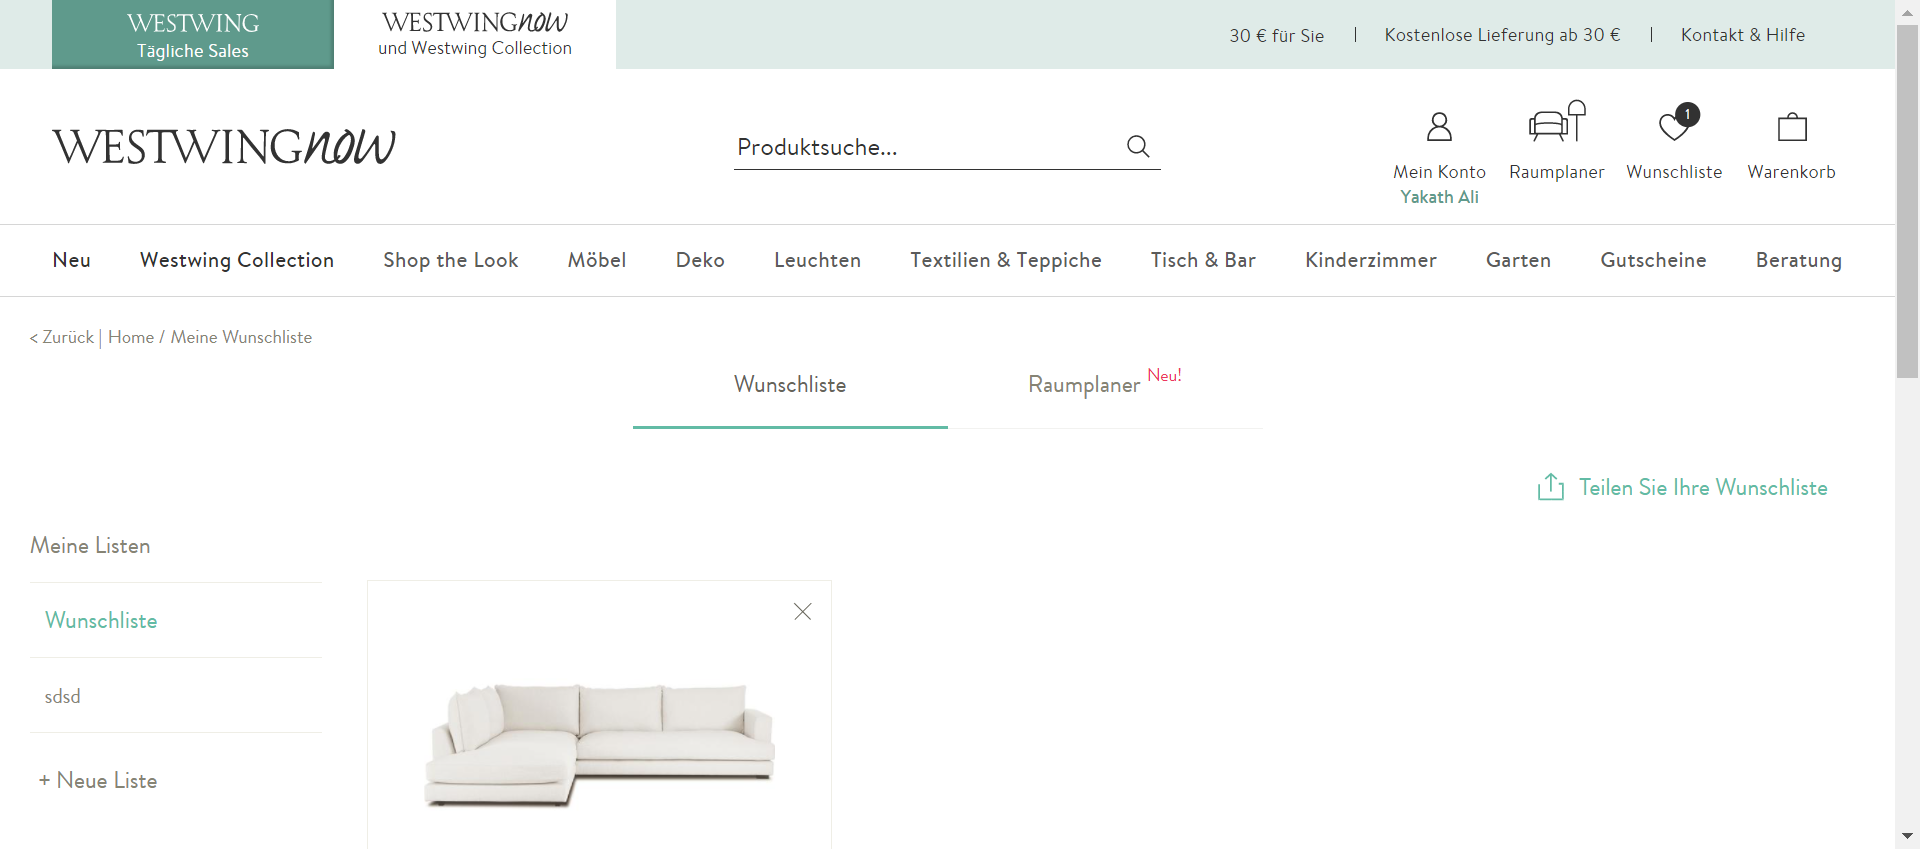 WESTWING
Tägliche Sales
WESTWINGnow
und Westwing Collection
30 € für Sie
Kostenlose Lieferung ab 30 €
Kontakt & Hilfe
WESTWINGnow
Produktsuche...
1
Mein Konto
Yakath Ali
Raumplaner
Wunschliste
Warenkorb
Neu
Westwing Collection
Shop the Look
Möbel
Deko
Leuchten
Textilien & Teppiche
Tisch & Bar
Kinderzimmer
Garten
Gutscheine
Beratung
< Zurück | Home / Meine Wunschliste
Wunschliste
Raumplaner Neu!
Teilen Sie Ihre Wunschliste
Meine Listen
Wunschliste
sdsd
+ Neue Liste